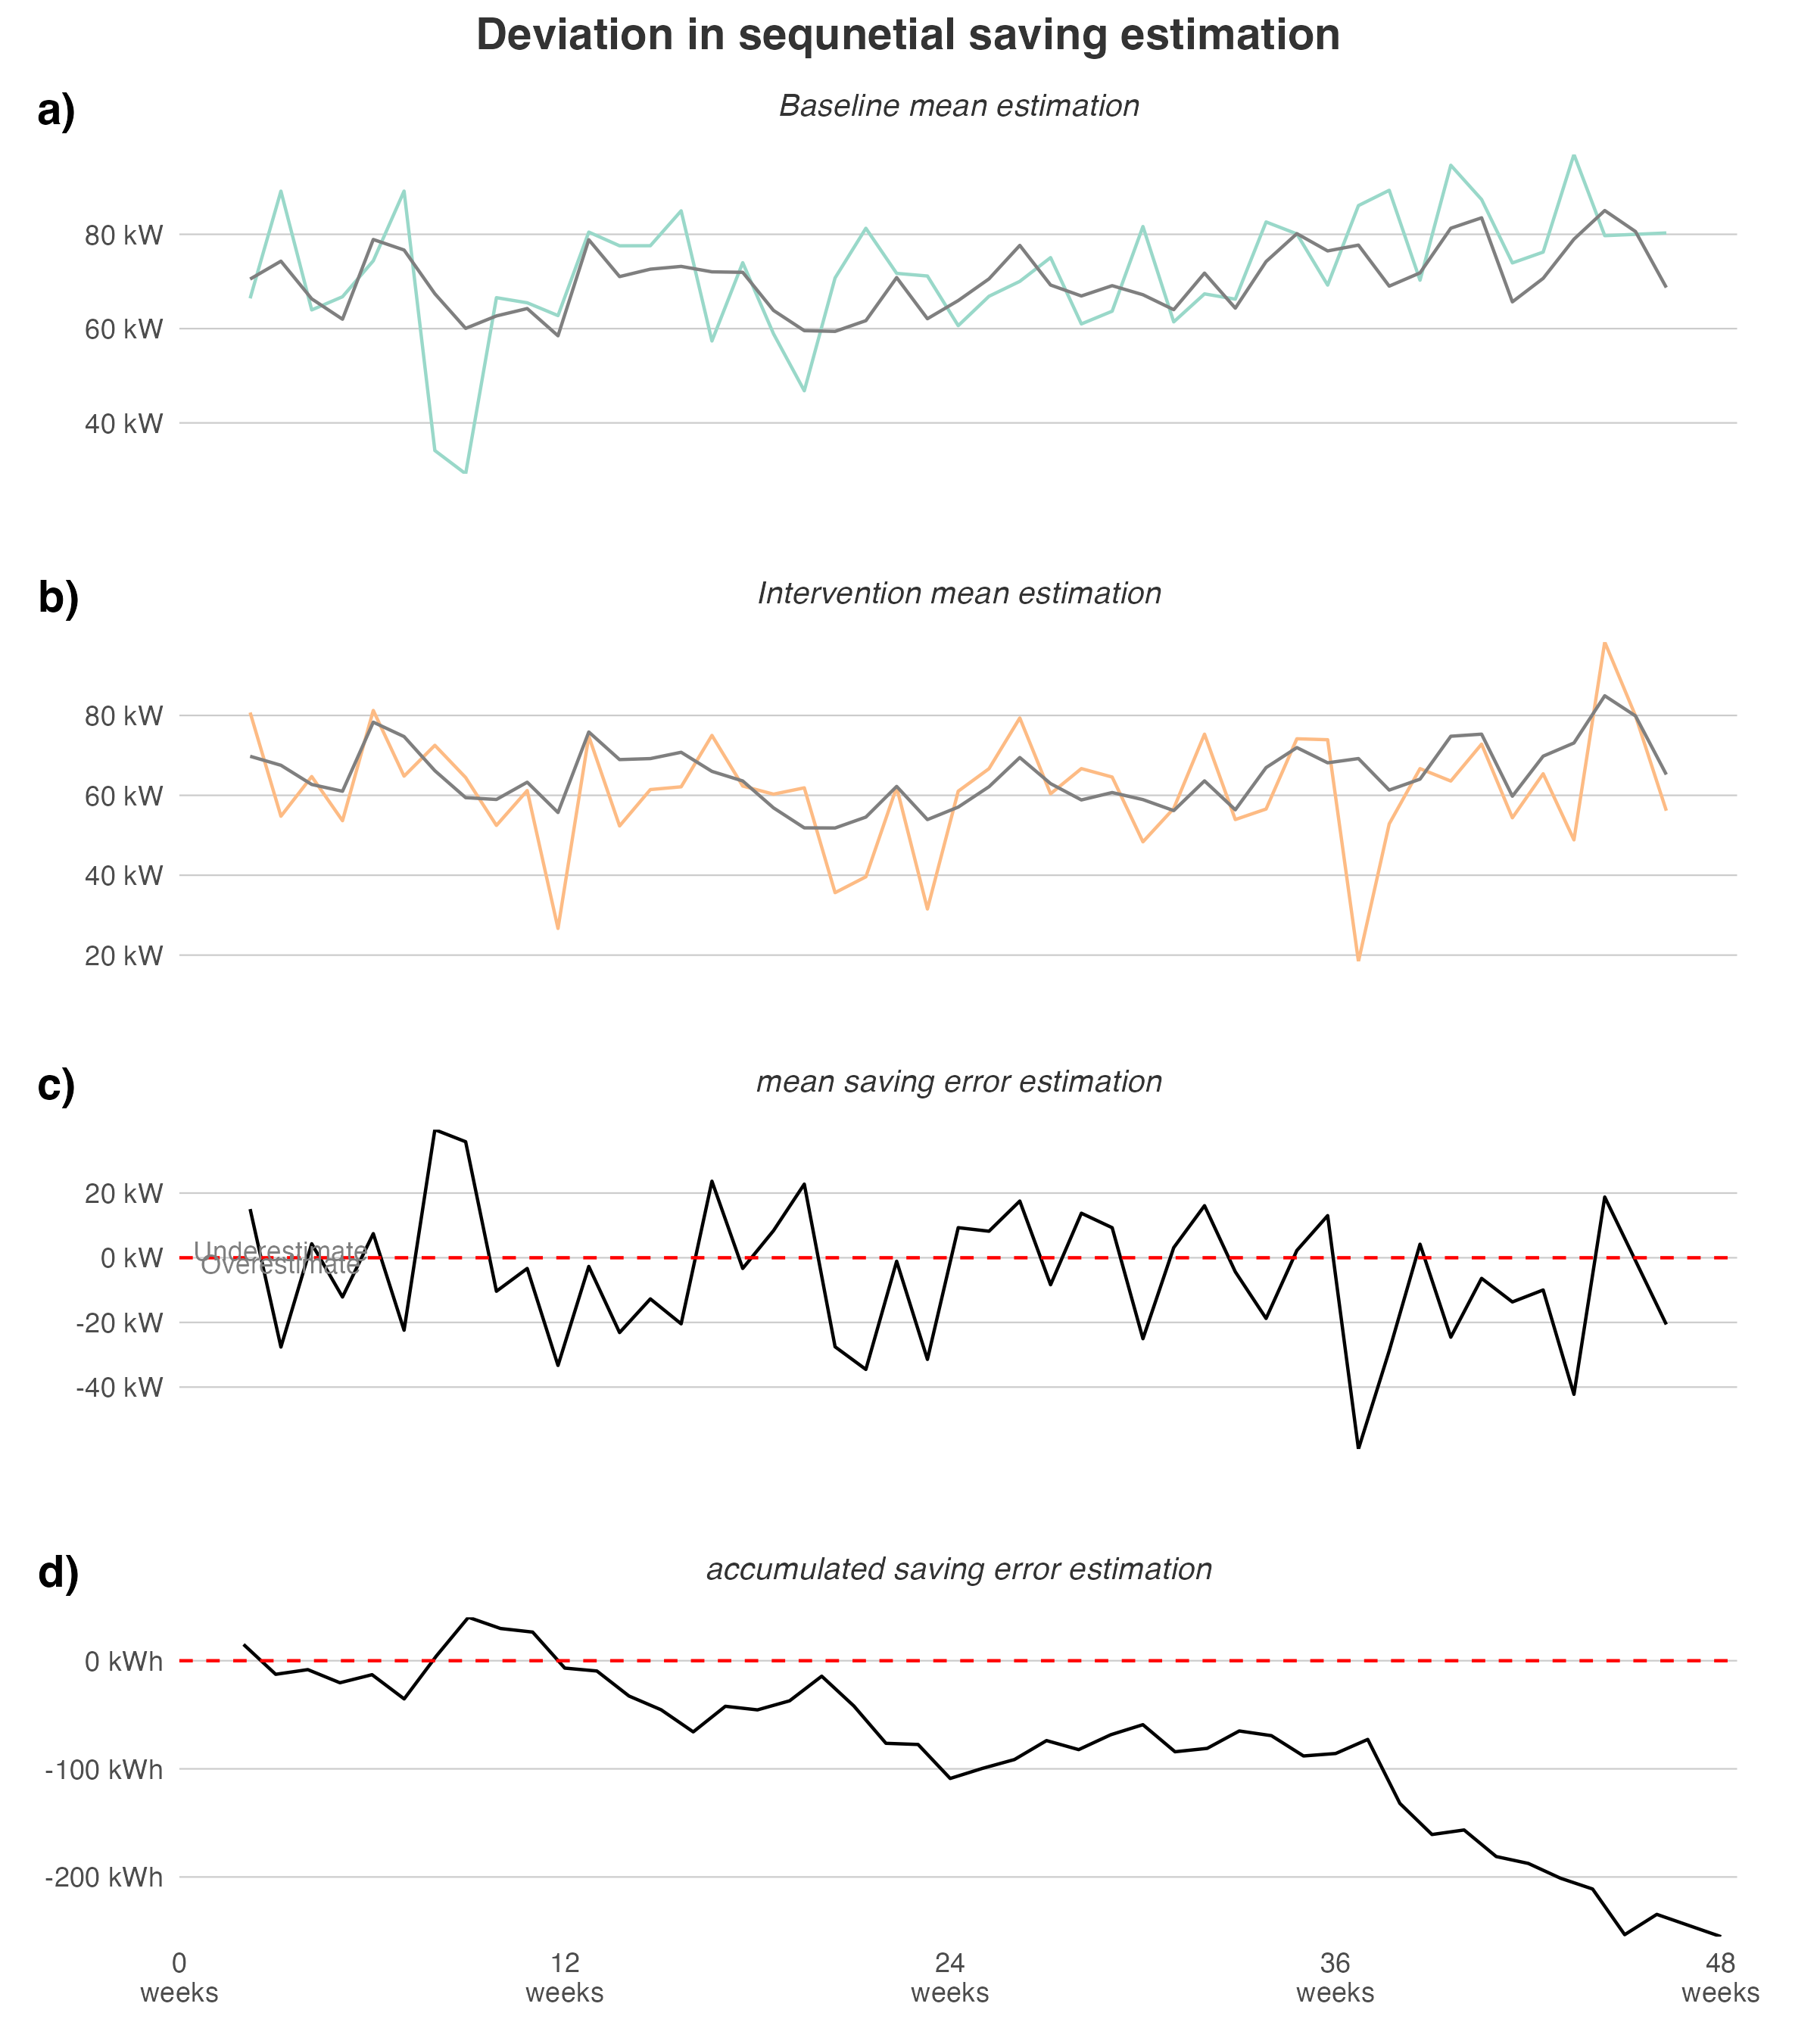 Deviation in sequnetial saving estimation
a)
Baseline mean estimation
80 kW
60 kW
40 kW
b)
Intervention mean estimation
80 kW
60 kW
40 kW
20 kW
c)
mean saving error estimation
20 kW
Underestimate
0 kW
Overestimate
-20 kW
-40 kW
d)
accumulated saving error estimation
0 kWh
-100 kWh
-200 kWh
0 12 24 36 48
weeks weeks weeks weeks weeks